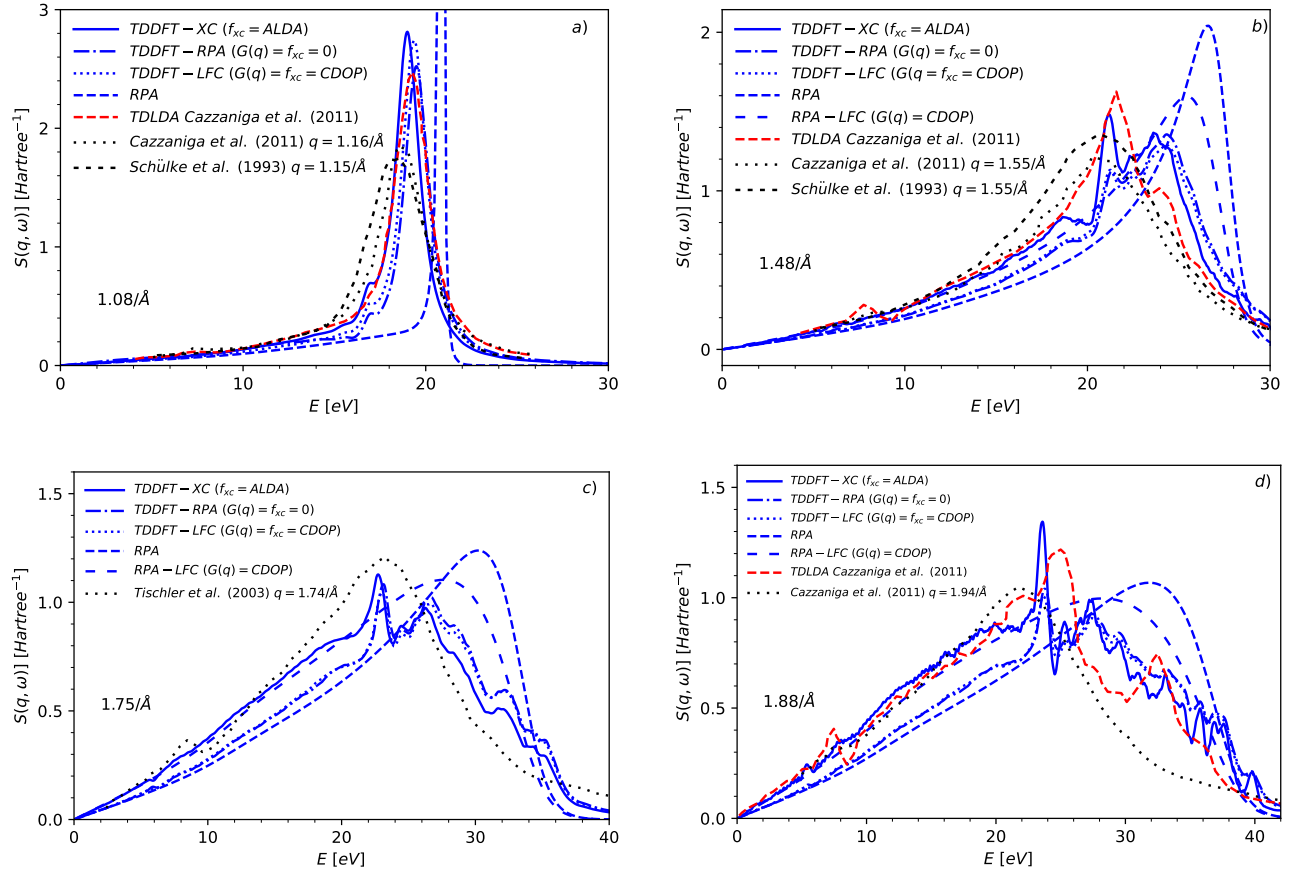 a)
TDDFT − XC (f_xc = ALDA)
TDDFT − RPA (G(q) = f_xc = 0)
TDDFT − LFC (G(q) = f_xc = CDOP)
RPA
TDLDA Cazzaniga et al. (2011)
Cazzaniga et al. (2011) q = 1.16/Å
Schülke et al. (1993) q = 1.15/Å
1.08/Å
S(q, ω)] [Hartree⁻¹]
3
2
1
0
0 10 20 30
E [eV]
b)
TDDFT − XC (f_xc = ALDA)
TDDFT − RPA (G(q) = f_xc = 0)
TDDFT − LFC (G(q) = f_xc = CDOP)
RPA
RPA − LFC (G(q) = CDOP)
TDLDA Cazzaniga et al. (2011)
Cazzaniga et al. (2011) q = 1.55/Å
Schülke et al. (1993) q = 1.55/Å
1.48/Å
S(q, ω)] [Hartree⁻¹]
2
1
0
0 10 20 30
E [eV]
c)
TDDFT − XC (f_xc = ALDA)
TDDFT − RPA (G(q) = f_xc = 0)
TDDFT − LFC (G(q) = f_xc = CDOP)
RPA
RPA − LFC (G(q) = CDOP)
Tischler et al. (2003) q = 1.74/Å
1.75/Å
S(q, ω)] [Hartree⁻¹]
1.5
1.0
0.5
0.0
0 10 20 30 40
E [eV]
d)
TDDFT − XC (f_xc = ALDA)
TDDFT − RPA (G(q) = f_xc = 0)
TDDFT − LFC (G(q) = f_xc = CDOP)
RPA
RPA − LFC (G(q) = CDOP)
TDLDA Cazzaniga et al. (2011)
Cazzaniga et al. (2011) q = 1.94/Å
1.88/Å
S(q, ω)] [Hartree⁻¹]
1.5
1.0
0.5
0.0
0 10 20 30 40
E [eV]